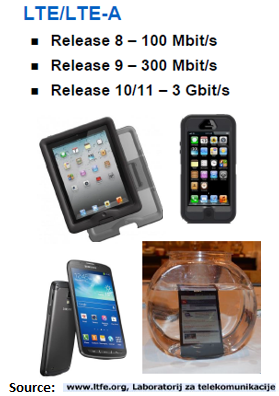 LTE/LTE-A
■ Release 8 – 100 Mbit/s
■ Release 9 – 300 Mbit/s
■ Release 10/11 – 3 Gbit/s
Source: www.ltfe.org, Laboratorij za telekomunikacije